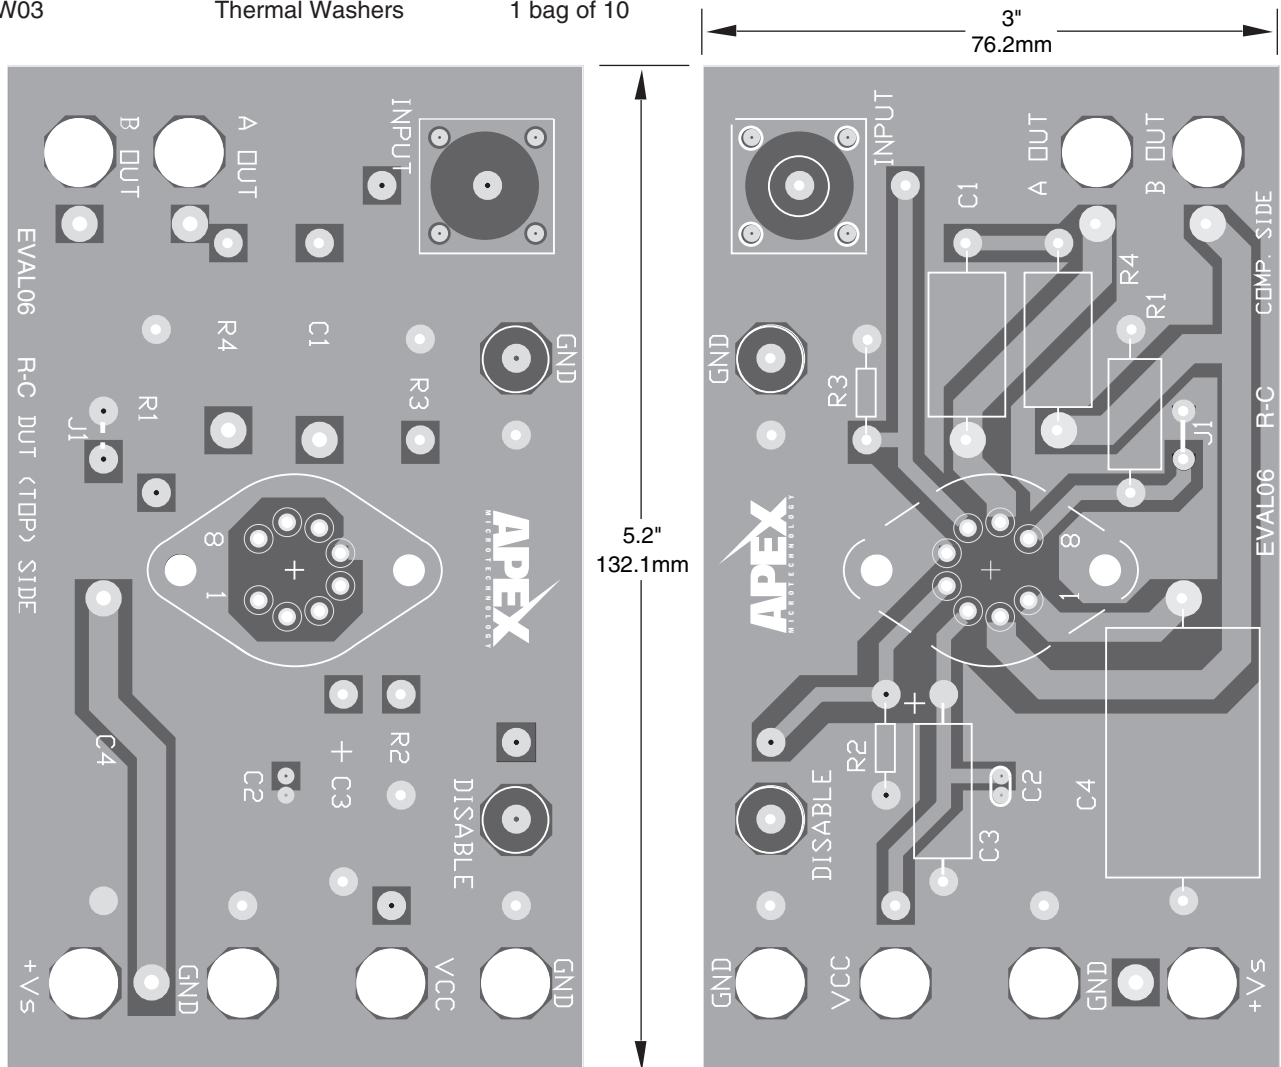 W03 Thermal Washers 1 bag of 10
3"
76.2mm
5.2"
132.1mm
B OUT
A OUT
INPUT
EVAL06 R-C DUT (TOP) SIDE
R4
C1
R3
GND
J1
R1
8
1
APEX
MICROTECHNOLOGY
C4
C2
+
C3
R2
DISABLE
+Vs
GND
VCC
GND
INPUT
C1
A OUT
B OUT
EVAL06 R-C COMP. SIDE
R4
R1
GND
R3
J1
8
1
APEX
MICROTECHNOLOGY
+
R2
C2
C3
C4
DISABLE
GND
VCC
GND
+Vs